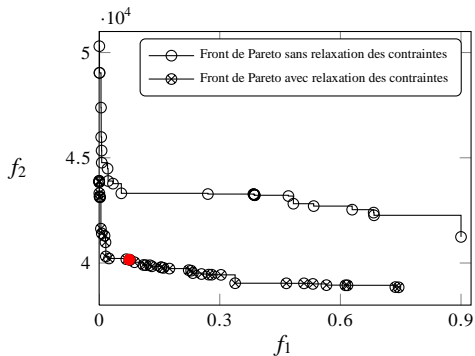 ·10⁴
5
4.5
4
f₂
Front de Pareto sans relaxation des contraintes
Front de Pareto avec relaxation des contraintes
0 0.3 0.6 0.9
f₁